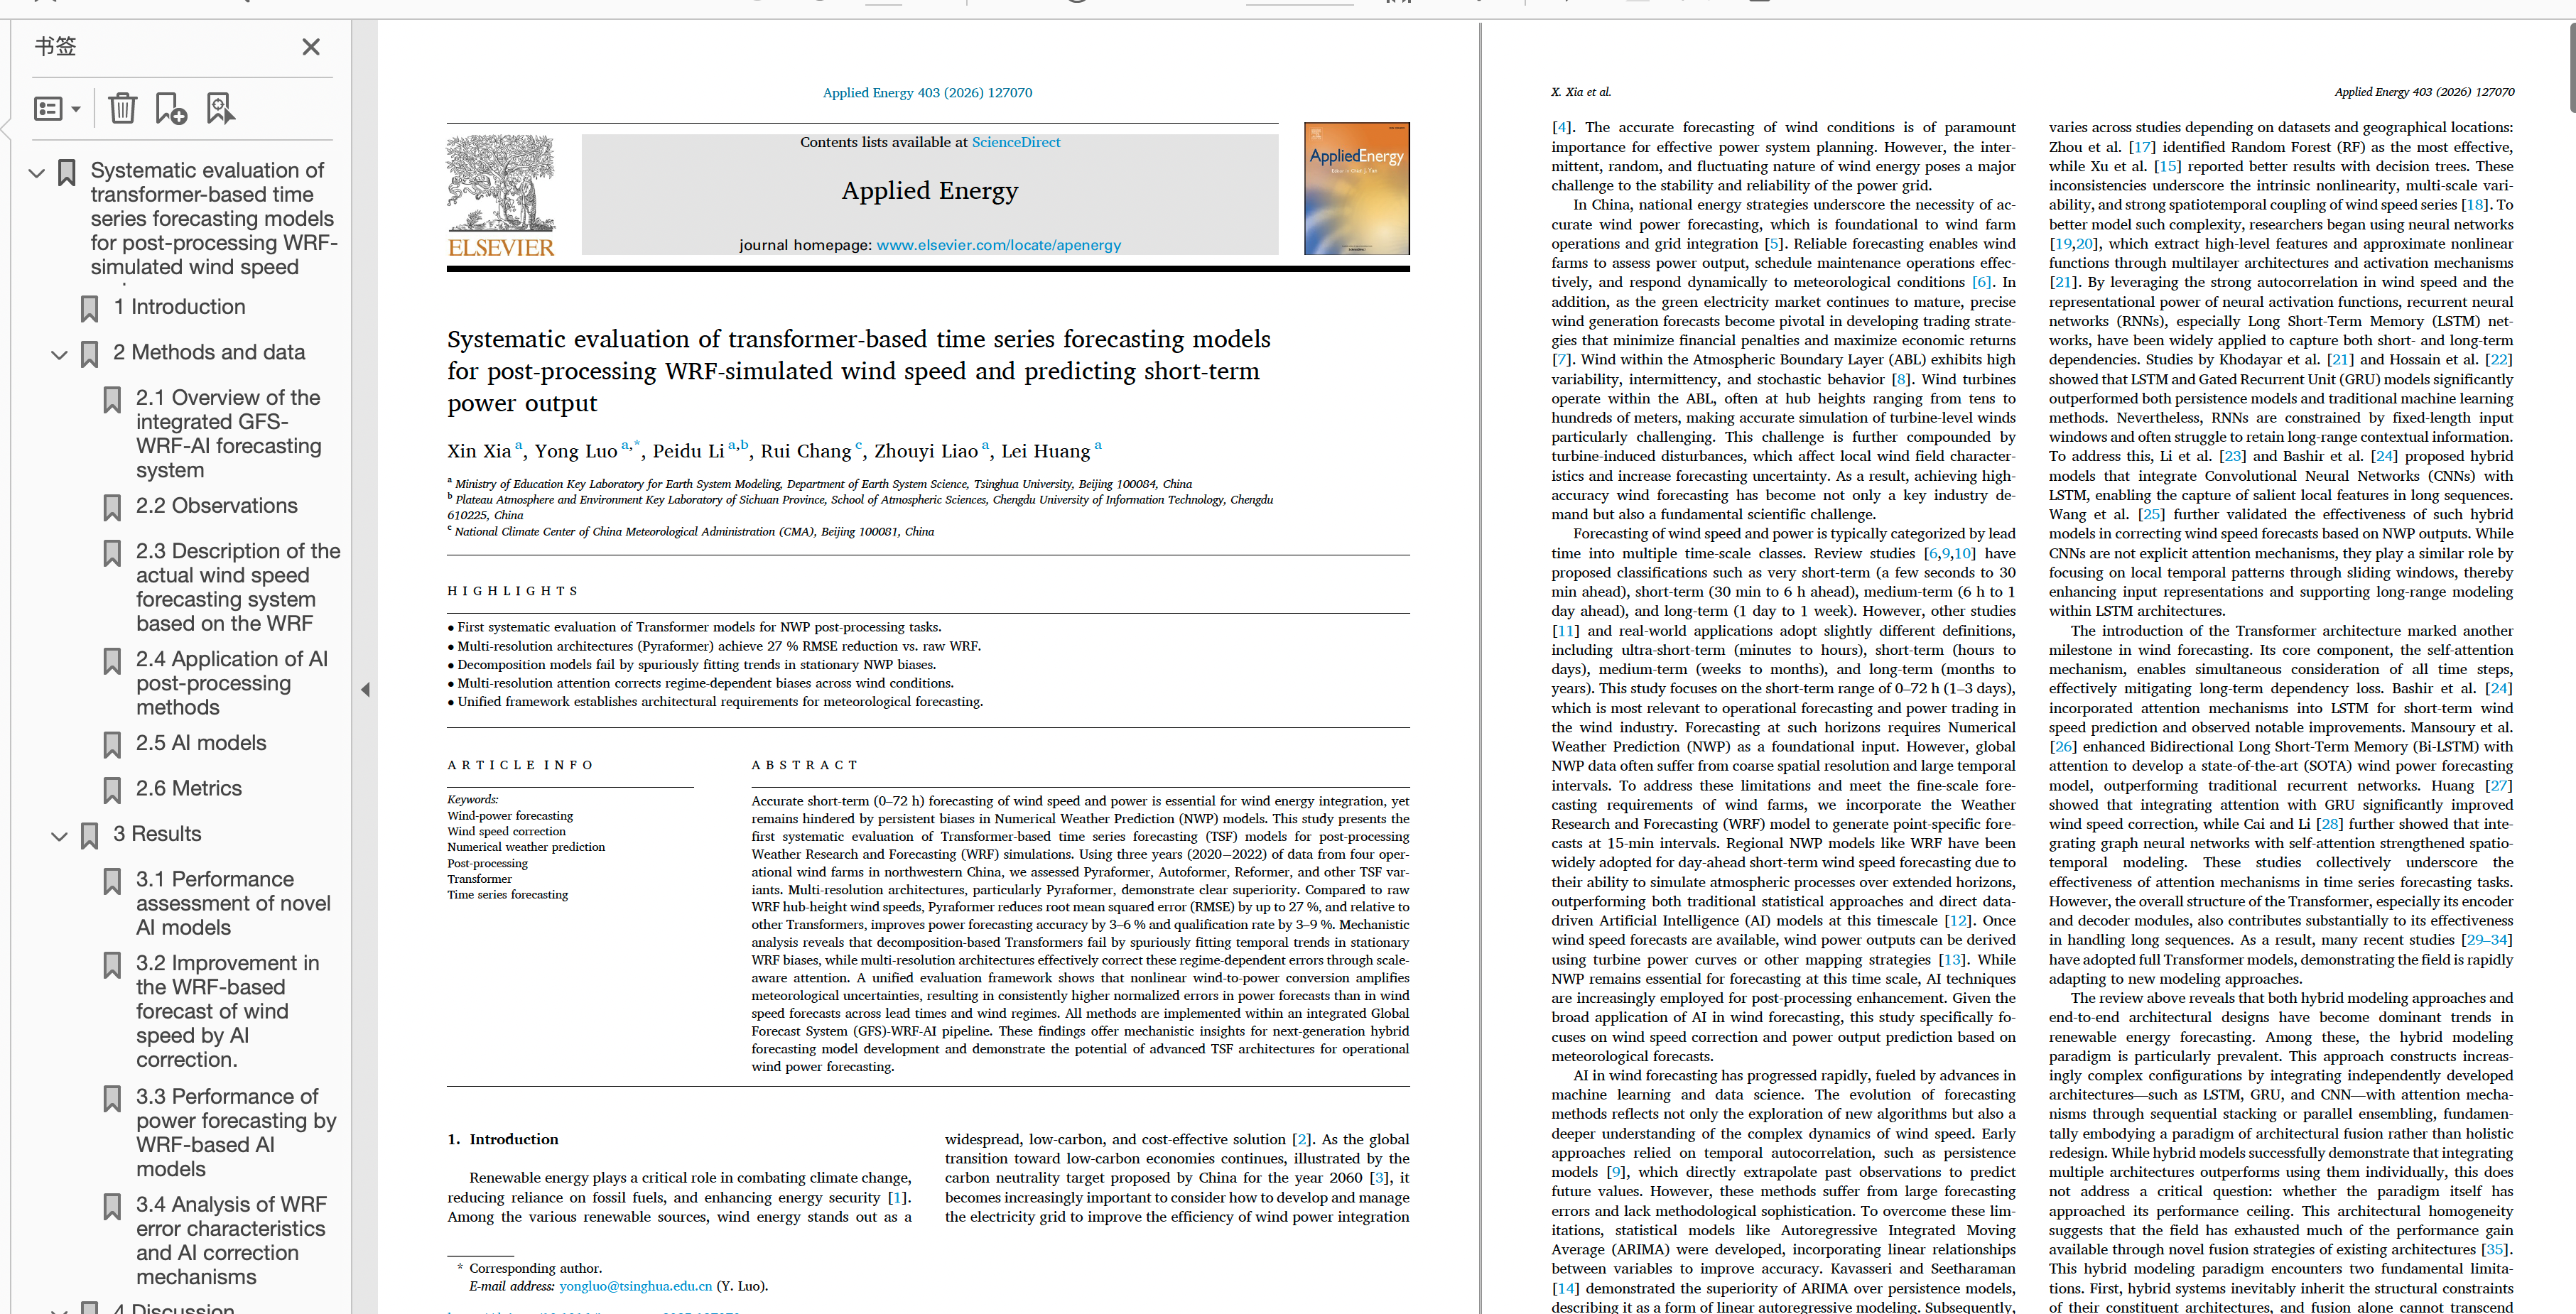 书签
Systematic evaluation of
transformer-based time
series forecasting models
for post-processing WRF-
simulated wind speed
1 Introduction
2 Methods and data
2.1 Overview of the
integrated GFS-
WRF-AI forecasting
system
2.2 Observations
2.3 Description of the
actual wind speed
forecasting system
based on the WRF
2.4 Application of AI
post-processing
methods
2.5 AI models
2.6 Metrics
3 Results
3.1 Performance
assessment of novel
AI models
3.2 Improvement in
the WRF-based
forecast of wind
speed by AI
correction.
3.3 Performance of
power forecasting by
WRF-based AI
models
3.4 Analysis of WRF
error characteristics
and AI correction
mechanisms
4 Discussion
Applied Energy 403 (2026) 127070
ELSEVIER
Contents lists available at ScienceDirect
Applied Energy
journal homepage: www.elsevier.com/locate/apenergy
AppliedEnergy
Systematic evaluation of transformer-based time series forecasting models
for post-processing WRF-simulated wind speed and predicting short-term
power output
Xin Xia a, Yong Luo a,*, Peidu Li a,b, Rui Chang c, Zhouyi Liao a, Lei Huang a
a Ministry of Education Key Laboratory for Earth System Modeling, Department of Earth System Science, Tsinghua University, Beijing 100084, China
b Plateau Atmosphere and Environment Key Laboratory of Sichuan Province, School of Atmospheric Sciences, Chengdu University of Information Technology, Chengdu
610225, China
c National Climate Center of China Meteorological Administration (CMA), Beijing 100081, China
HIGHLIGHTS
• First systematic evaluation of Transformer models for NWP post-processing tasks.
• Multi-resolution architectures (Pyraformer) achieve 27 % RMSE reduction vs. raw WRF.
• Decomposition models fail by spuriously fitting trends in stationary NWP biases.
• Multi-resolution attention corrects regime-dependent biases across wind conditions.
• Unified framework establishes architectural requirements for meteorological forecasting.
ARTICLE INFO
Keywords:
Wind-power forecasting
Wind speed correction
Numerical weather prediction
Post-processing
Transformer
Time series forecasting
ABSTRACT
Accurate short-term (0–72 h) forecasting of wind speed and power is essential for wind energy integration, yet
remains hindered by persistent biases in Numerical Weather Prediction (NWP) models. This study presents the
first systematic evaluation of Transformer-based time series forecasting (TSF) models for post-processing
Weather Research and Forecasting (WRF) simulations. Using three years (2020–2022) of data from four oper-
ational wind farms in northwestern China, we assessed Pyraformer, Autoformer, Reformer, and other TSF var-
iants. Multi-resolution architectures, particularly Pyraformer, demonstrate clear superiority. Compared to raw
WRF hub-height wind speeds, Pyraformer reduces root mean squared error (RMSE) by up to 27 %, and relative to
other Transformers, improves power forecasting accuracy by 3–6 % and qualification rate by 3–9 %. Mechanistic
analysis reveals that decomposition-based Transformers fail by spuriously fitting temporal trends in stationary
WRF biases, while multi-resolution architectures effectively correct these regime-dependent errors through scale-
aware attention. A unified evaluation framework shows that nonlinear wind-to-power conversion amplifies
meteorological uncertainties, resulting in consistently higher normalized errors in power forecasts than in wind
speed forecasts across lead times and wind regimes. All methods are implemented within an integrated Global
Forecast System (GFS)-WRF-AI pipeline. These findings offer mechanistic insights for next-generation hybrid
forecasting model development and demonstrate the potential of advanced TSF architectures for operational
wind power forecasting.
1. Introduction
Renewable energy plays a critical role in combating climate change,
reducing reliance on fossil fuels, and enhancing energy security [1].
Among the various renewable sources, wind energy stands out as a
widespread, low-carbon, and cost-effective solution [2]. As the global
transition toward low-carbon economies continues, illustrated by the
carbon neutrality target proposed by China for the year 2060 [3], it
becomes increasingly important to consider how to develop and manage
the electricity grid to improve the efficiency of wind power integration
* Corresponding author.
E-mail address: yongluo@tsinghua.edu.cn (Y. Luo).
X. Xia et al.
Applied Energy 403 (2026) 127070
[4]. The accurate forecasting of wind conditions is of paramount
importance for effective power system planning. However, the inter-
mittent, random, and fluctuating nature of wind energy poses a major
challenge to the stability and reliability of the power grid.
In China, national energy strategies underscore the necessity of ac-
curate wind power forecasting, which is foundational to wind farm
operations and grid integration [5]. Reliable forecasting enables wind
farms to assess power output, schedule maintenance operations effec-
tively, and respond dynamically to meteorological conditions [6]. In
addition, as the green electricity market continues to mature, precise
wind generation forecasts become pivotal in developing trading strate-
gies that minimize financial penalties and maximize economic returns
[7]. Wind within the Atmospheric Boundary Layer (ABL) exhibits high
variability, intermittency, and stochastic behavior [8]. Wind turbines
operate within the ABL, often at hub heights ranging from tens to
hundreds of meters, making accurate simulation of turbine-level winds
particularly challenging. This challenge is further compounded by
turbine-induced disturbances, which affect local wind field character-
istics and increase forecasting uncertainty. As a result, achieving high-
accuracy wind forecasting has become not only a key industry de-
mand but also a fundamental scientific challenge.
Forecasting of wind speed and power is typically categorized by lead
time into multiple time-scale classes. Review studies [6,9,10] have
proposed classifications such as very short-term (a few seconds to 30
min ahead), short-term (30 min to 6 h ahead), medium-term (6 h to 1
day ahead), and long-term (1 day to 1 week). However, other studies
[11] and real-world applications adopt slightly different definitions,
including ultra-short-term (minutes to hours), short-term (hours to
days), medium-term (weeks to months), and long-term (months to
years). This study focuses on the short-term range of 0–72 h (1–3 days),
which is most relevant to operational forecasting and power trading in
the wind industry. Forecasting at such horizons requires Numerical
Weather Prediction (NWP) as a foundational input. However, global
NWP data often suffer from coarse spatial resolution and large temporal
intervals. To address these limitations and meet the fine-scale fore-
casting requirements of wind farms, we incorporate the Weather
Research and Forecasting (WRF) model to generate point-specific fore-
casts at 15-min intervals. Regional NWP models like WRF have been
widely adopted for day-ahead short-term wind speed forecasting due to
their ability to simulate atmospheric processes over extended horizons,
outperforming both traditional statistical approaches and direct data-
driven Artificial Intelligence (AI) models at this timescale [12]. Once
wind speed forecasts are available, wind power outputs can be derived
using turbine power curves or other mapping strategies [13]. While
NWP remains essential for forecasting at this time scale, AI techniques
are increasingly employed for post-processing enhancement. Given the
broad application of AI in wind forecasting, this study specifically fo-
cuses on wind speed correction and power output prediction based on
meteorological forecasts.
AI in wind forecasting has progressed rapidly, fueled by advances in
machine learning and data science. The evolution of forecasting
methods reflects not only the exploration of new algorithms but also a
deeper understanding of the complex dynamics of wind speed. Early
approaches relied on temporal autocorrelation, such as persistence
models [9], which directly extrapolate past observations to predict
future values. However, these methods suffer from large forecasting
errors and lack methodological sophistication. To overcome these lim-
itations, statistical models like Autoregressive Integrated Moving
Average (ARIMA) were developed, incorporating linear relationships
between variables to improve accuracy. Kavasseri and Seetharaman
[14] demonstrated the superiority of ARIMA over persistence models,
describing it as a form of linear autoregressive modeling. Subsequently,
varies across studies depending on datasets and geographical locations:
Zhou et al. [17] identified Random Forest (RF) as the most effective,
while Xu et al. [15] reported better results with decision trees. These
inconsistencies underscore the intrinsic nonlinearity, multi-scale vari-
ability, and strong spatiotemporal coupling of wind speed series [18]. To
better model such complexity, researchers began using neural networks
[19,20], which extract high-level features and approximate nonlinear
functions through multilayer architectures and activation mechanisms
[21]. By leveraging the strong autocorrelation in wind speed and the
representational power of neural activation functions, recurrent neural
networks (RNNs), especially Long Short-Term Memory (LSTM) net-
works, have been widely applied to capture both short- and long-term
dependencies. Studies by Khodayar et al. [21] and Hossain et al. [22]
showed that LSTM and Gated Recurrent Unit (GRU) models significantly
outperformed both persistence models and traditional machine learning
methods. Nevertheless, RNNs are constrained by fixed-length input
windows and often struggle to retain long-range contextual information.
To address this, Li et al. [23] and Bashir et al. [24] proposed hybrid
models that integrate Convolutional Neural Networks (CNNs) with
LSTM, enabling the capture of salient local features in long sequences.
Wang et al. [25] further validated the effectiveness of such hybrid
models in correcting wind speed forecasts based on NWP outputs. While
CNNs are not explicit attention mechanisms, they play a similar role by
focusing on local temporal patterns through sliding windows, thereby
enhancing input representations and supporting long-range modeling
within LSTM architectures.
The introduction of the Transformer architecture marked another
milestone in wind forecasting. Its core component, the self-attention
mechanism, enables simultaneous consideration of all time steps,
effectively mitigating long-term dependency loss. Bashir et al. [24]
incorporated attention mechanisms into LSTM for short-term wind
speed prediction and observed notable improvements. Mansoury et al.
[26] enhanced Bidirectional Long Short-Term Memory (Bi-LSTM) with
attention to develop a state-of-the-art (SOTA) wind power forecasting
model, outperforming traditional recurrent networks. Huang [27]
showed that integrating attention with GRU significantly improved
wind speed correction, while Cai and Li [28] further showed that inte-
grating graph neural networks with self-attention strengthened spatio-
temporal modeling. These studies collectively underscore the
effectiveness of attention mechanisms in time series forecasting tasks.
However, the overall structure of the Transformer, especially its encoder
and decoder modules, also contributes substantially to its effectiveness
in handling long sequences. As a result, many recent studies [29–34]
have adopted full Transformer models, demonstrating the field is rapidly
adapting to new modeling approaches.
The review above reveals that both hybrid modeling approaches and
end-to-end architectural designs have become dominant trends in
renewable energy forecasting. Among these, the hybrid modeling
paradigm is particularly prevalent. This approach constructs increas-
ingly complex configurations by integrating independently developed
architectures—such as LSTM, GRU, and CNN—with attention mecha-
nisms through sequential stacking or parallel ensembling, fundamen-
tally embodying a paradigm of architectural fusion rather than holistic
redesign. While hybrid models successfully demonstrate that integrating
multiple architectures outperforms using them individually, this does
not address a critical question: whether the paradigm itself has
approached its performance ceiling. This architectural homogeneity
suggests that the field has exhausted much of the performance gain
available through novel fusion strategies of existing architectures [35].
This hybrid modeling paradigm encounters two fundamental limita-
tions. First, hybrid systems inevitably inherit the structural constraints
of their constituent architectures, and fusion alone cannot transcend